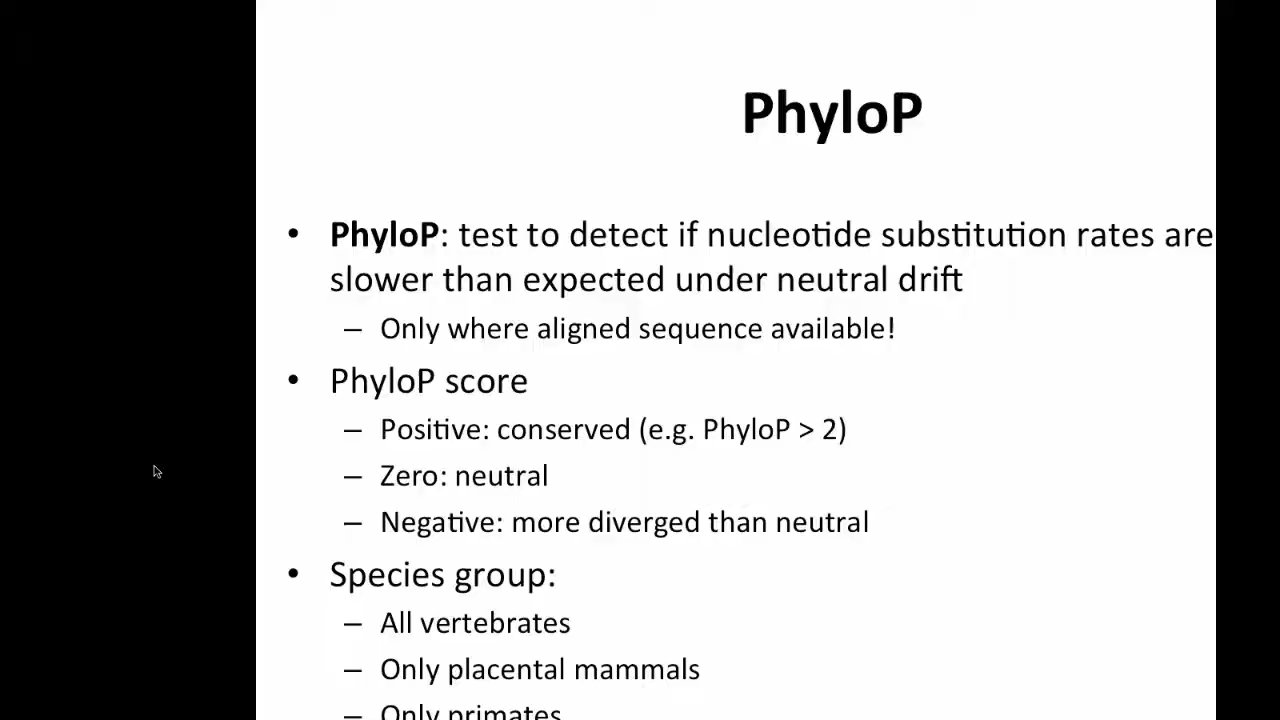 PhyloP
• PhyloP: test to detect if nucleotide substitution rates are
slower than expected under neutral drift
– Only where aligned sequence available!
• PhyloP score
– Positive: conserved (e.g. PhyloP > 2)
– Zero: neutral
– Negative: more diverged than neutral
• Species group:
– All vertebrates
– Only placental mammals
– Only primates